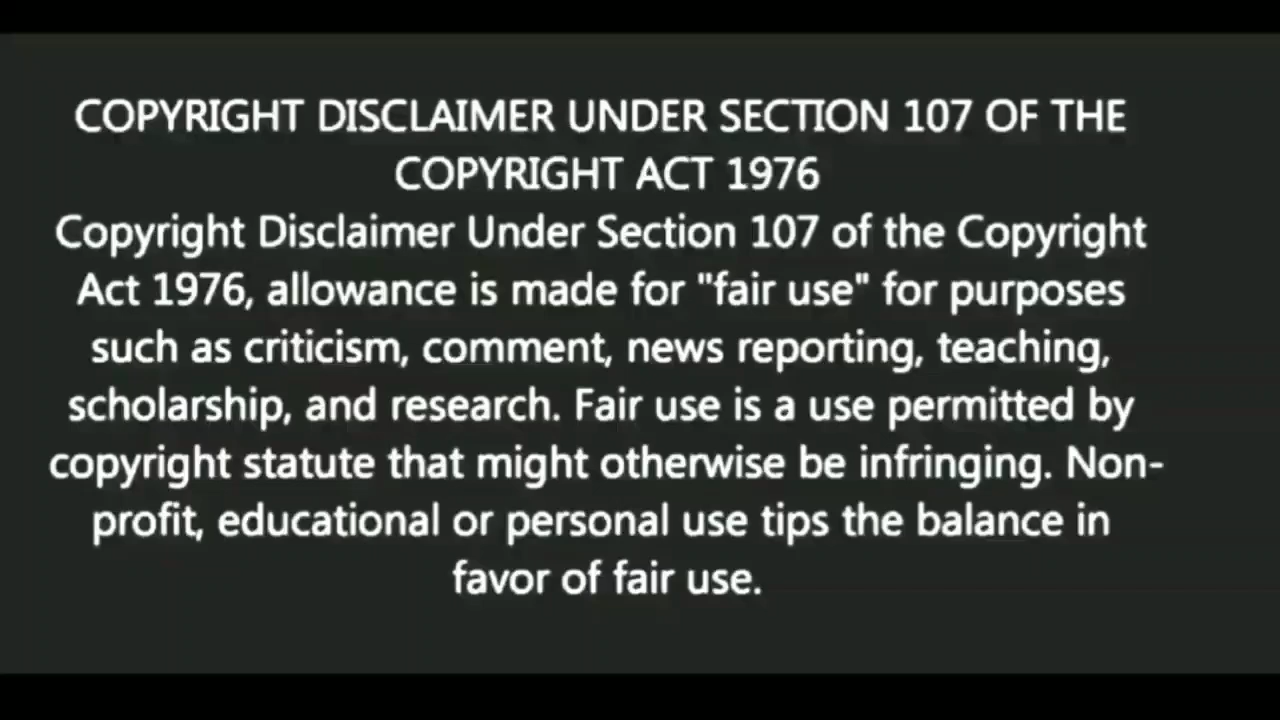 COPYRIGHT DISCLAIMER UNDER SECTION 107 OF THE
COPYRIGHT ACT 1976
Copyright Disclaimer Under Section 107 of the Copyright
Act 1976, allowance is made for "fair use" for purposes
such as criticism, comment, news reporting, teaching,
scholarship, and research. Fair use is a use permitted by
copyright statute that might otherwise be infringing. Non-
profit, educational or personal use tips the balance in
favor of fair use.